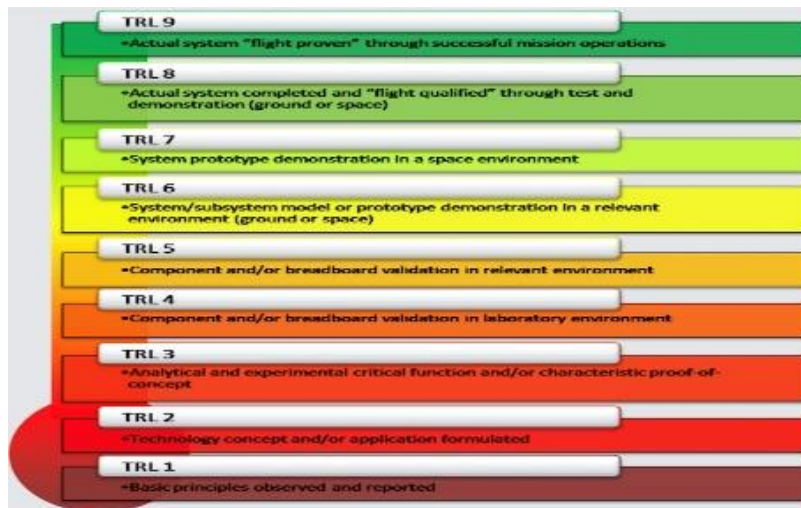 TRL 9
•Actual system “flight proven” through successful mission operations
TRL 8
•Actual system completed and “flight qualified” through test and
demonstration (ground or space)
TRL 7
•System prototype demonstration in a space environment
TRL 6
•System/subsystem model or prototype demonstration in a relevant
environment (ground or space)
TRL 5
•Component and/or breadboard validation in relevant environment
TRL 4
•Component and/or breadboard validation in laboratory environment
TRL 3
•Analytical and experimental critical function and/or characteristic proof-of-
concept
TRL 2
•Technology concept and/or application formulated
TRL 1
•Basic principles observed and reported